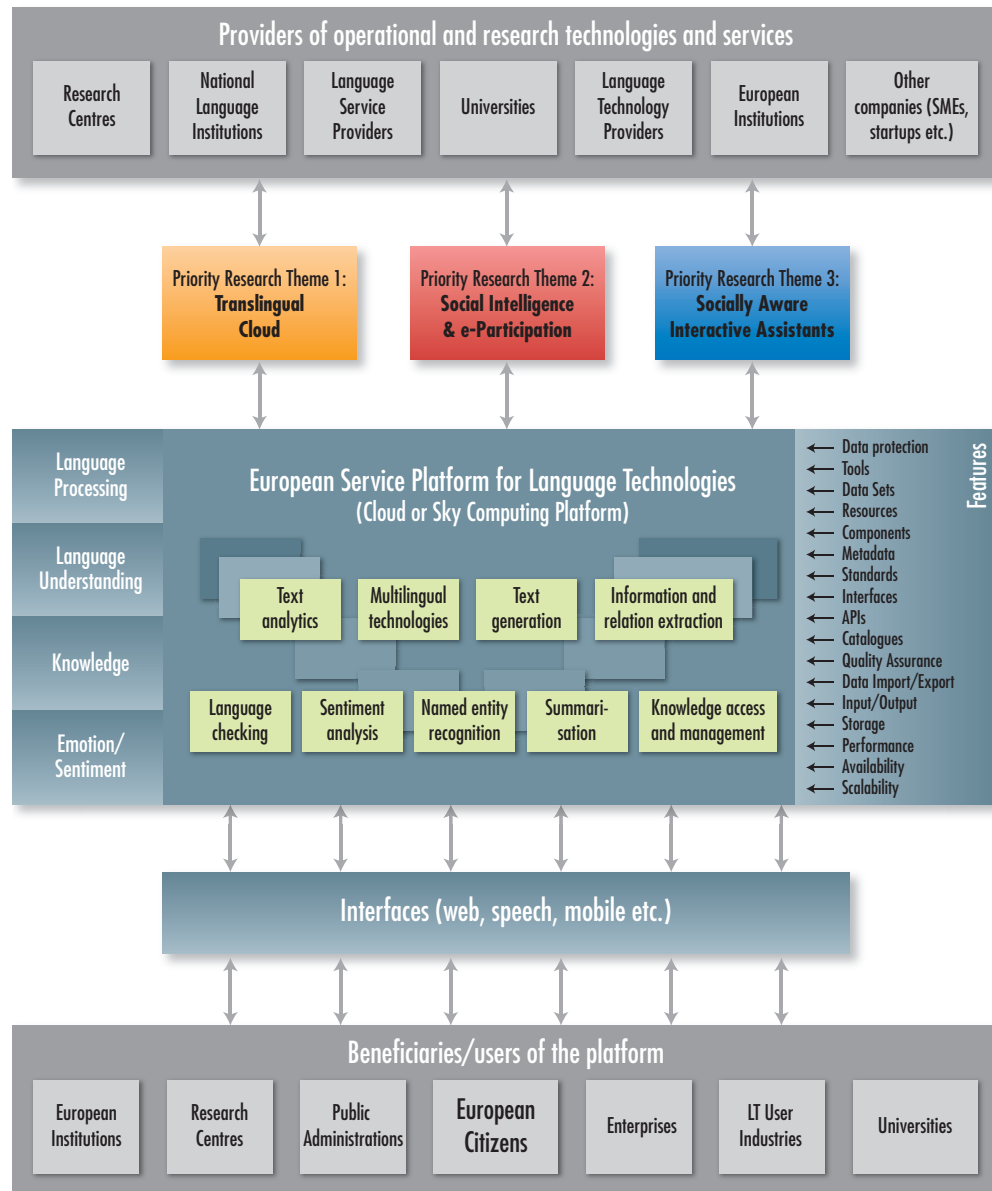 Providers of operational and research technologies and services
Research
Centres
National
Language
Institutions
Language
Service
Providers
Universities
Language
Technology
Providers
European
Institutions
Other
companies (SMEs,
startups etc.)
Priority Research Theme 1:
Translingual
Cloud
Priority Research Theme 2:
Social Intelligence
& e-Participation
Priority Research Theme 3:
Socially Aware
Interactive Assistants
Language
Processing
Language
Understanding
Knowledge
Emotion/
Sentiment
European Service Platform for Language Technologies
(Cloud or Sky Computing Platform)
Text
analytics
Multilingual
technologies
Text
generation
Information and
relation extraction
Language
checking
Sentiment
analysis
Named entity
recognition
Summari-
sation
Knowledge access
and management
Features
Data protection
Tools
Data Sets
Resources
Components
Metadata
Standards
Interfaces
APIs
Catalogues
Quality Assurance
Data Import/Export
Input/Output
Storage
Performance
Availability
Scalability
Interfaces (web, speech, mobile etc.)
Beneficiaries/users of the platform
European
Institutions
Research
Centres
Public
Administrations
European
Citizens
Enterprises
LT User
Industries
Universities